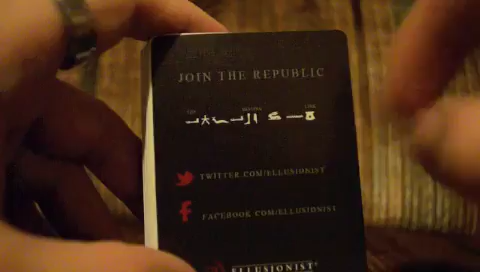 JOIN THE REPUBLIC
TWITTER.COM/ELLUSIONIST
FACEBOOK.COM/ELLUSIONIST
ELLUSIONIST